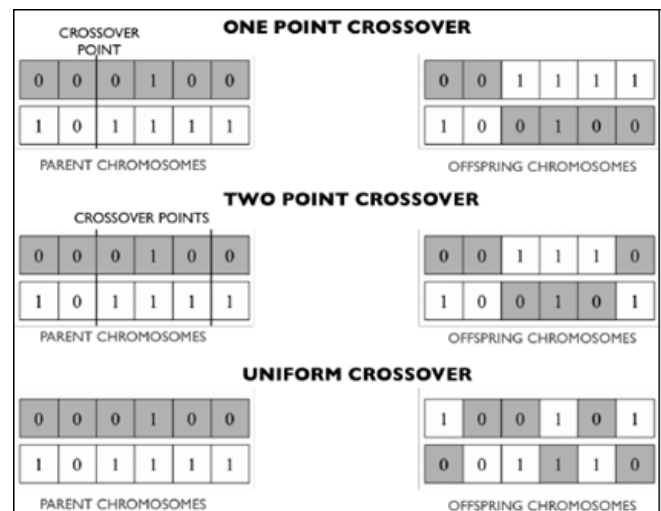 ONE POINT CROSSOVER
CROSSOVER
POINT
0 0 0 1 0 0
0 0 1 1 1 1
1 0 1 1 1 1
1 0 0 1 0 0
PARENT CHROMOSOMES
OFFSPRING CHROMOSOMES
TWO POINT CROSSOVER
CROSSOVER POINTS
0 0 0 1 0 0
0 0 1 1 1 0
1 0 1 1 1 1
1 0 0 1 0 1
PARENT CHROMOSOMES
OFFSPRING CHROMOSOMES
UNIFORM CROSSOVER
0 0 0 1 0 0
1 0 0 1 0 1
1 0 1 1 1 1
0 0 1 1 1 0
PARENT CHROMOSOMES
OFFSPRING CHROMOSOMES